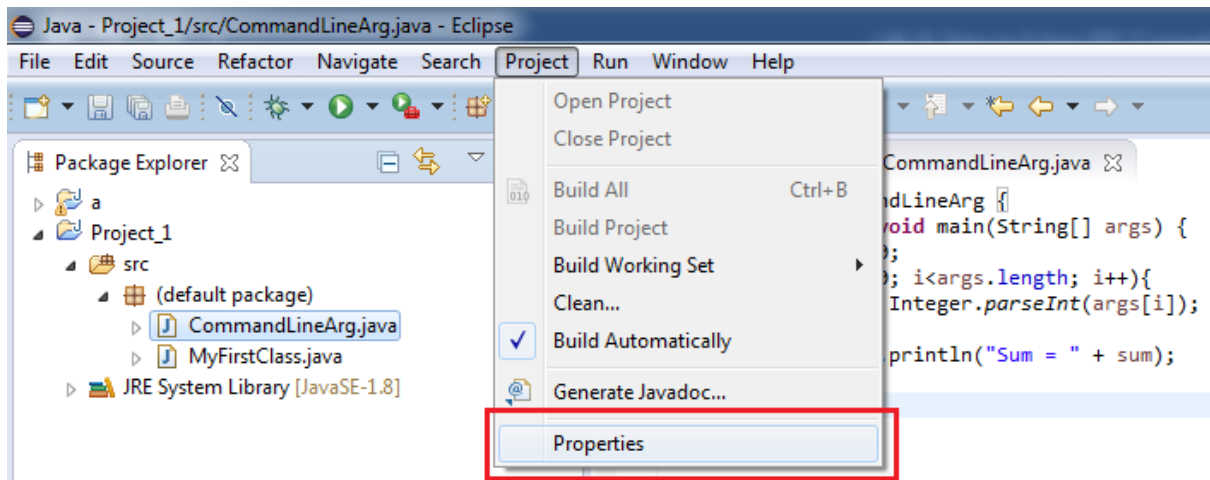 Java - Project_1/src/CommandLineArg.java - Eclipse
File Edit Source Refactor Navigate Search Project Run Window Help
Package Explorer
a
Project_1
src
(default package)
CommandLineArg.java
MyFirstClass.java
JRE System Library [JavaSE-1.8]
Open Project
Close Project
010
Build All Ctrl+B
Build Project
Build Working Set
Clean...
Build Automatically
@
Generate Javadoc...
Properties
CommandLineArg.java
ndLineArg {
void main(String[] args) {
0;
0; i<args.length; i++){
Integer.parseInt(args[i]);
.println("Sum = " + sum);